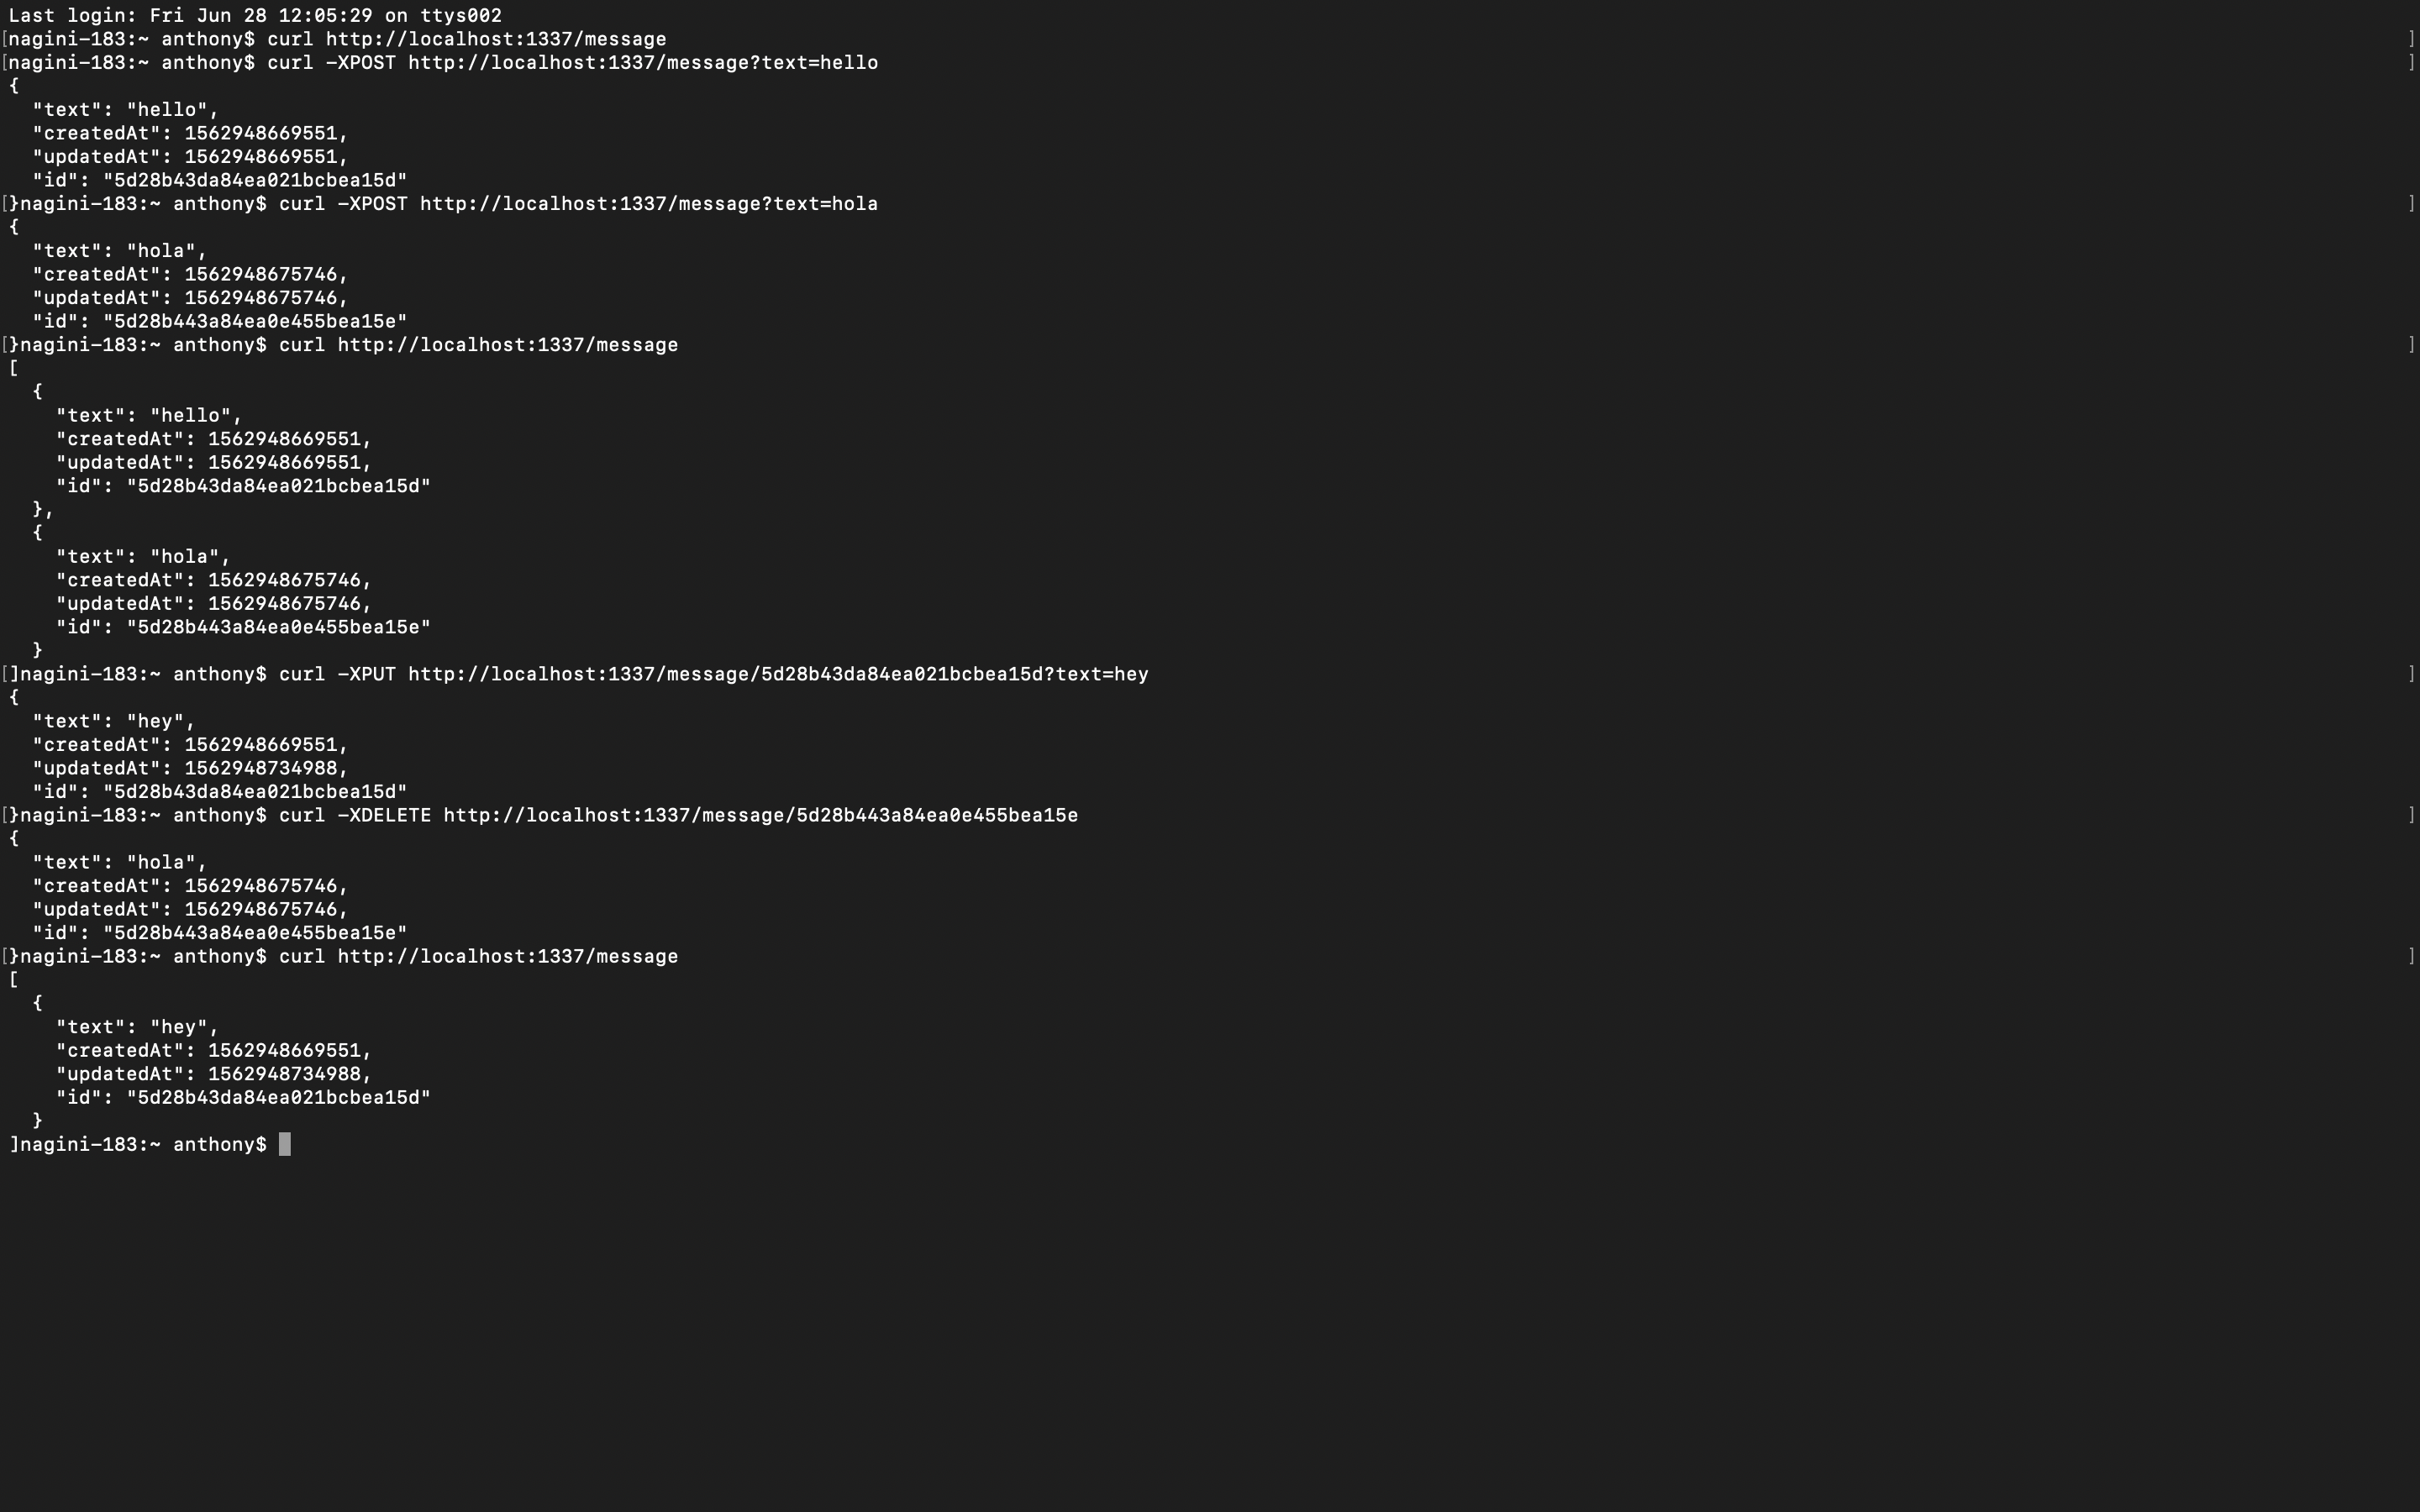 Last login: Fri Jun 28 12:05:29 on ttys002
[nagini-183:~ anthony$ curl http://localhost:1337/message ]
[nagini-183:~ anthony$ curl -XPOST http://localhost:1337/message?text=hello ]
{
  "text": "hello",
  "createdAt": 1562948669551,
  "updatedAt": 1562948669551,
  "id": "5d28b43da84ea021bcbea15d"
[}nagini-183:~ anthony$ curl -XPOST http://localhost:1337/message?text=hola ]
{
  "text": "hola",
  "createdAt": 1562948675746,
  "updatedAt": 1562948675746,
  "id": "5d28b443a84ea0e455bea15e"
[}nagini-183:~ anthony$ curl http://localhost:1337/message ]
[
  {
    "text": "hello",
    "createdAt": 1562948669551,
    "updatedAt": 1562948669551,
    "id": "5d28b43da84ea021bcbea15d"
  },
  {
    "text": "hola",
    "createdAt": 1562948675746,
    "updatedAt": 1562948675746,
    "id": "5d28b443a84ea0e455bea15e"
  }
[]nagini-183:~ anthony$ curl -XPUT http://localhost:1337/message/5d28b43da84ea021bcbea15d?text=hey ]
{
  "text": "hey",
  "createdAt": 1562948669551,
  "updatedAt": 1562948734988,
  "id": "5d28b43da84ea021bcbea15d"
[}nagini-183:~ anthony$ curl -XDELETE http://localhost:1337/message/5d28b443a84ea0e455bea15e ]
{
  "text": "hola",
  "createdAt": 1562948675746,
  "updatedAt": 1562948675746,
  "id": "5d28b443a84ea0e455bea15e"
[}nagini-183:~ anthony$ curl http://localhost:1337/message ]
[
  {
    "text": "hey",
    "createdAt": 1562948669551,
    "updatedAt": 1562948734988,
    "id": "5d28b43da84ea021bcbea15d"
  }
]nagini-183:~ anthony$